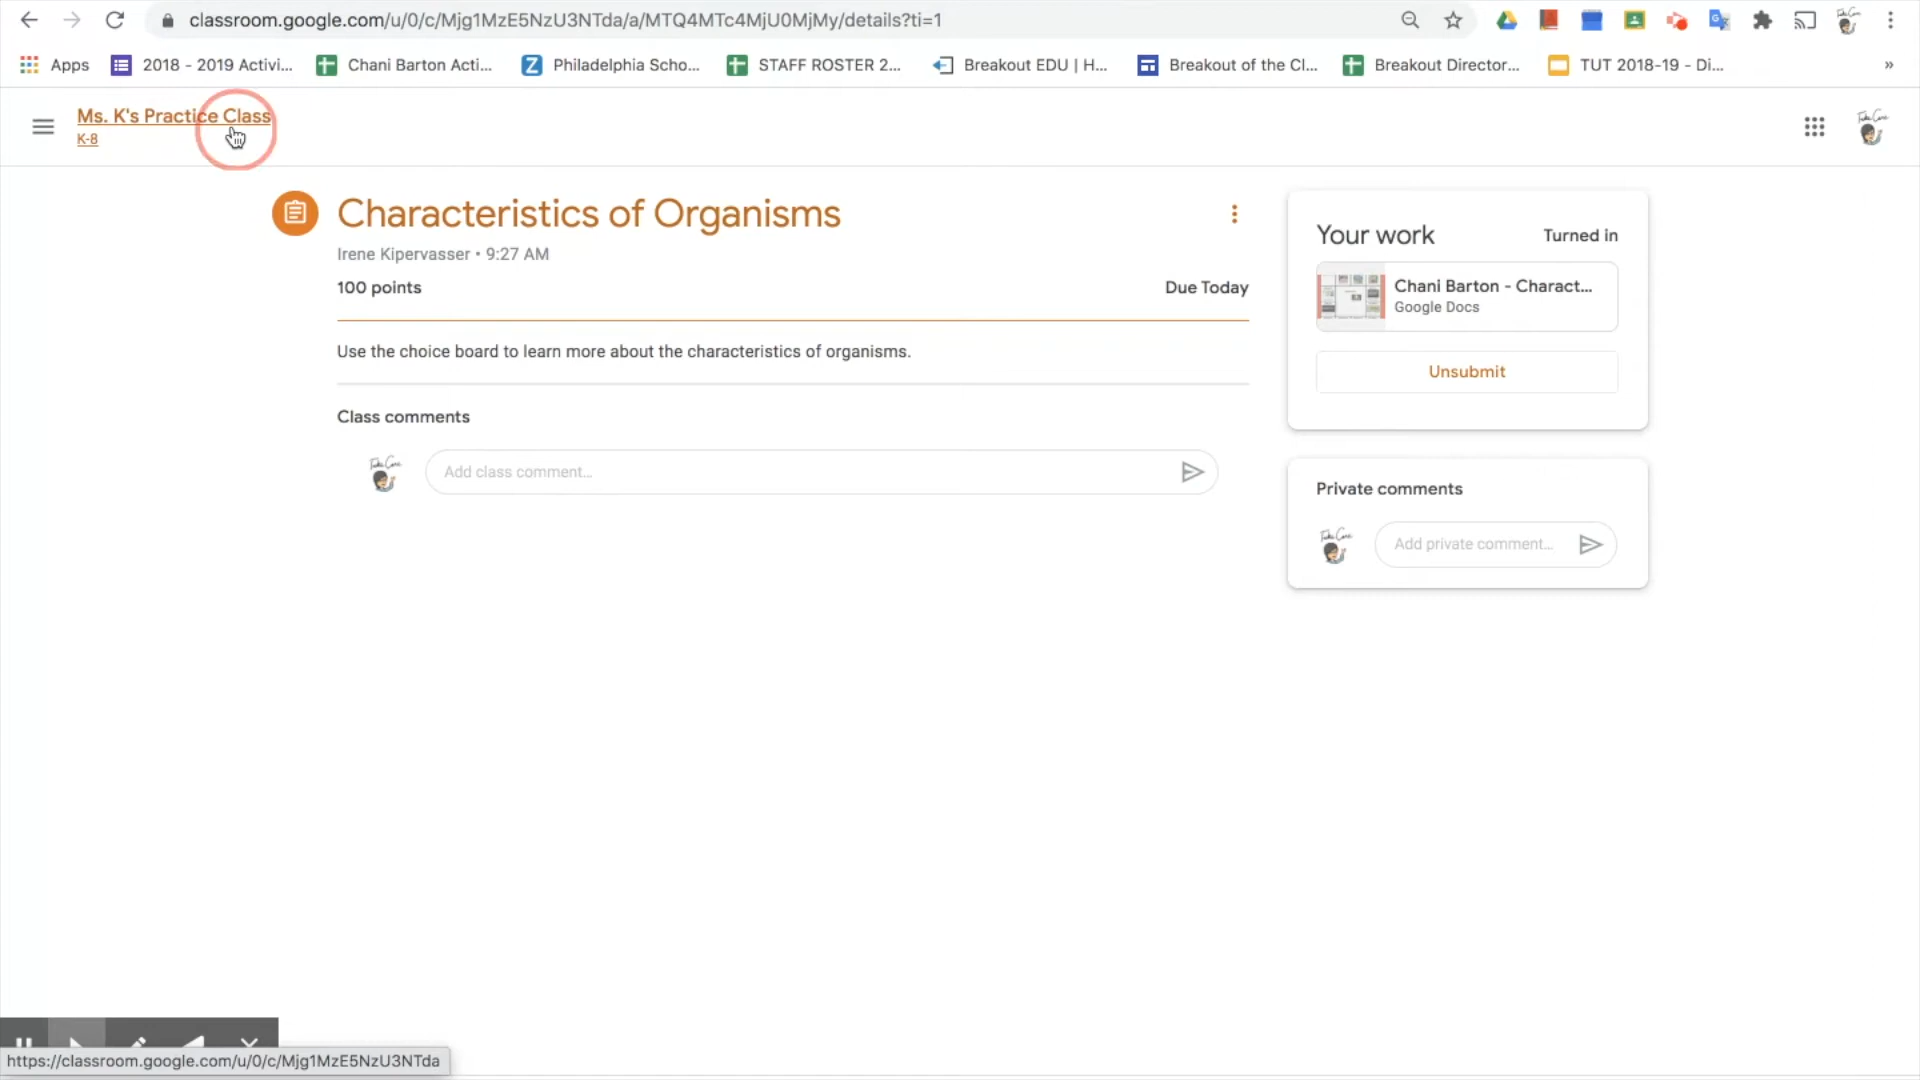 classroom.google.com/u/0/c/Mjg1MzE5NzU3NTda/a/MTQ4MTc4MjU0MjMy/details?ti=1
Apps
2018 - 2019 Activi...
Chani Barton Acti...
Philadelphia Scho...
STAFF ROSTER 2...
Breakout EDU | H...
Breakout of the Cl...
Breakout Director...
TUT 2018-19 - Di...
»
Ms. K's Practice Class
K-8
Characteristics of Organisms
Irene Kipervasser • 9:27 AM
100 points
Due Today
Use the choice board to learn more about the characteristics of organisms.
Class comments
Add class comment...
Your work
Turned in
Chani Barton - Charact...
Google Docs
Unsubmit
Private comments
Take Care
Add private comment...
https://classroom.google.com/u/0/c/Mjg1MzE5NzU3NTda